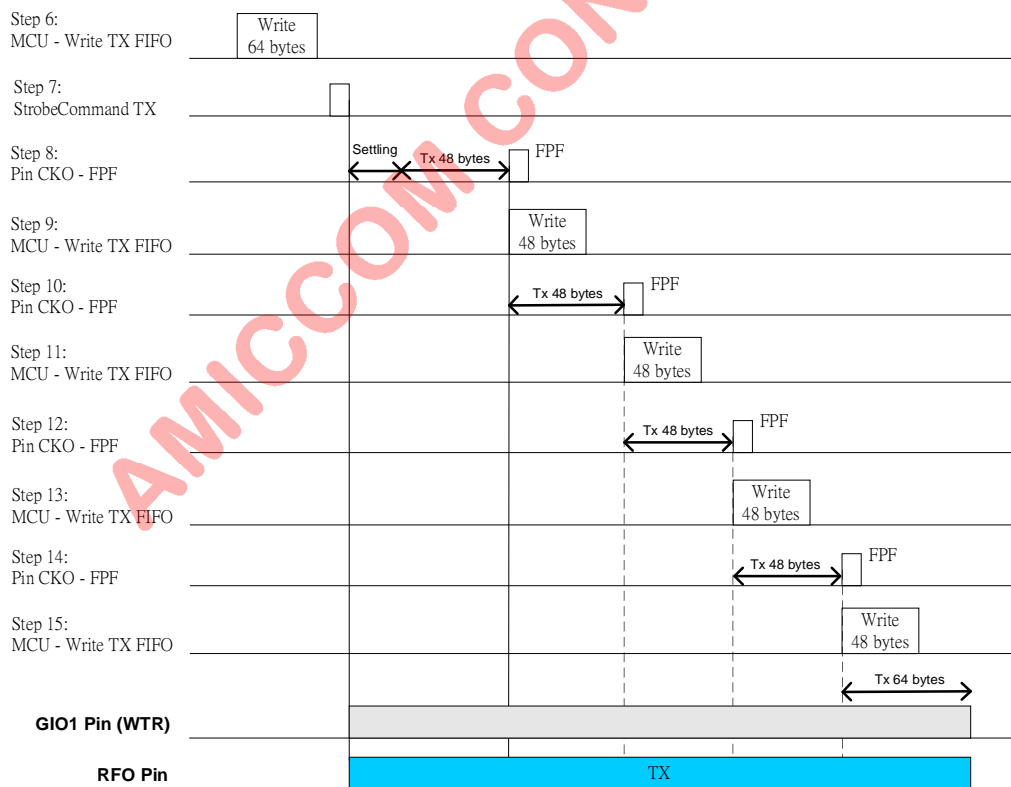 Step 6:
MCU - Write TX FIFO
Write
64 bytes
Step 7:
StrobeCommand TX
Step 8:
Pin CKO - FPF
Settling
Tx 48 bytes
FPF
Step 9:
MCU - Write TX FIFO
Write
48 bytes
Step 10:
Pin CKO - FPF
Tx 48 bytes
FPF
Step 11:
MCU - Write TX FIFO
Write
48 bytes
Step 12:
Pin CKO - FPF
Tx 48 bytes
FPF
Step 13:
MCU - Write TX FIFO
Write
48 bytes
Step 14:
Pin CKO - FPF
Tx 48 bytes
FPF
Step 15:
MCU - Write TX FIFO
Write
48 bytes
Tx 64 bytes
GIO1 Pin (WTR)
RFO Pin
TX
AMICCOM